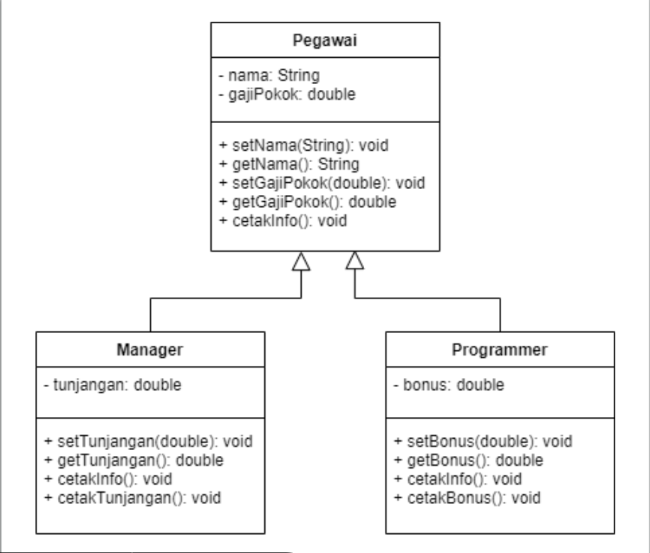 Pegawai
- nama: String
- gajiPokok: double
+ setNama(String): void
+ getNama(): String
+ setGajiPokok(double): void
+ getGajiPokok(): double
+ cetakInfo(): void
Manager
- tunjangan: double
+ setTunjangan(double): void
+ getTunjangan(): double
+ cetakInfo(): void
+ cetakTunjangan(): void
Programmer
- bonus: double
+ setBonus(double): void
+ getBonus(): double
+ cetakInfo(): void
+ cetakBonus(): void